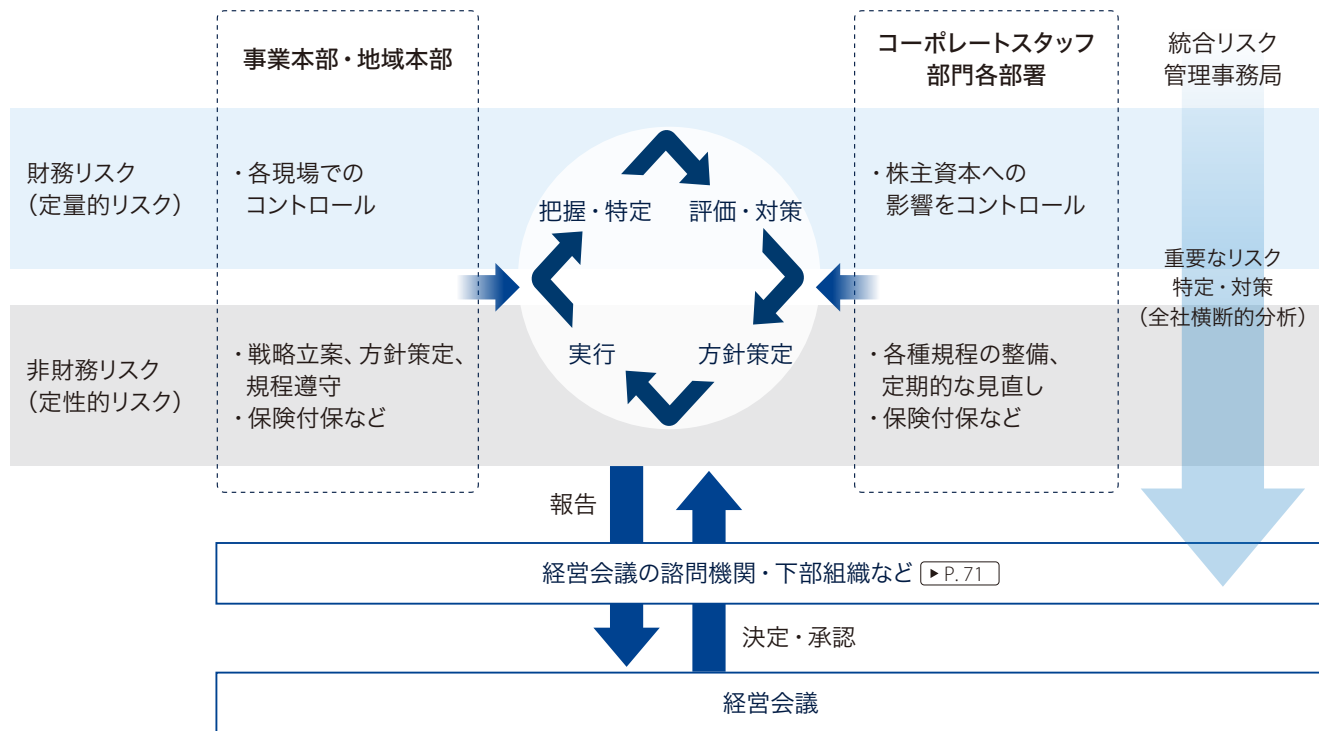 事業本部・地域本部
コーポレートスタッフ
部門各部署
統合リスク
管理事務局
財務リスク
(定量的リスク)
・各現場での
コントロール
把握・特定
評価・対策
・株主資本への
影響をコントロール
重要なリスク
特定・対策
(全社横断的分析)
非財務リスク
(定性的リスク)
・戦略立案、方針策定、
規程遵守
・保険付保など
実行
方針策定
・各種規程の整備、
定期的な見直し
・保険付保など
報告
経営会議の諮問機関・下部組織など ▶P. 71
決定・承認
経営会議